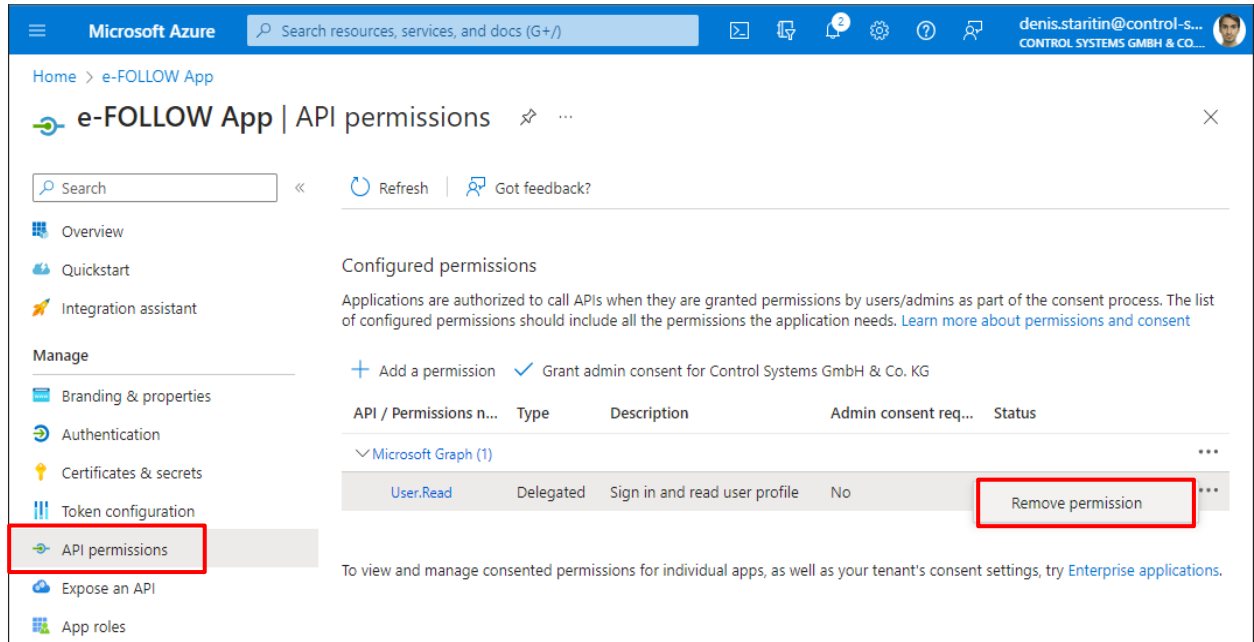 Microsoft Azure
Search resources, services, and docs (G+/)
2
denis.staritin@control-s...
CONTROL SYSTEMS GMBH & CO....
Home > e-FOLLOW App
e-FOLLOW App | API permissions
Search
Refresh
Got feedback?
Overview
Quickstart
Integration assistant
Manage
Branding & properties
Authentication
Certificates & secrets
Token configuration
API permissions
Expose an API
App roles
Configured permissions
Applications are authorized to call APIs when they are granted permissions by users/admins as part of the consent process. The list
of configured permissions should include all the permissions the application needs. Learn more about permissions and consent
Add a permission
Grant admin consent for Control Systems GmbH & Co. KG
API / Permissions n... Type Description Admin consent req... Status
Microsoft Graph (1)
User.Read Delegated Sign in and read user profile No
Remove permission
To view and manage consented permissions for individual apps, as well as your tenant's consent settings, try Enterprise applications.